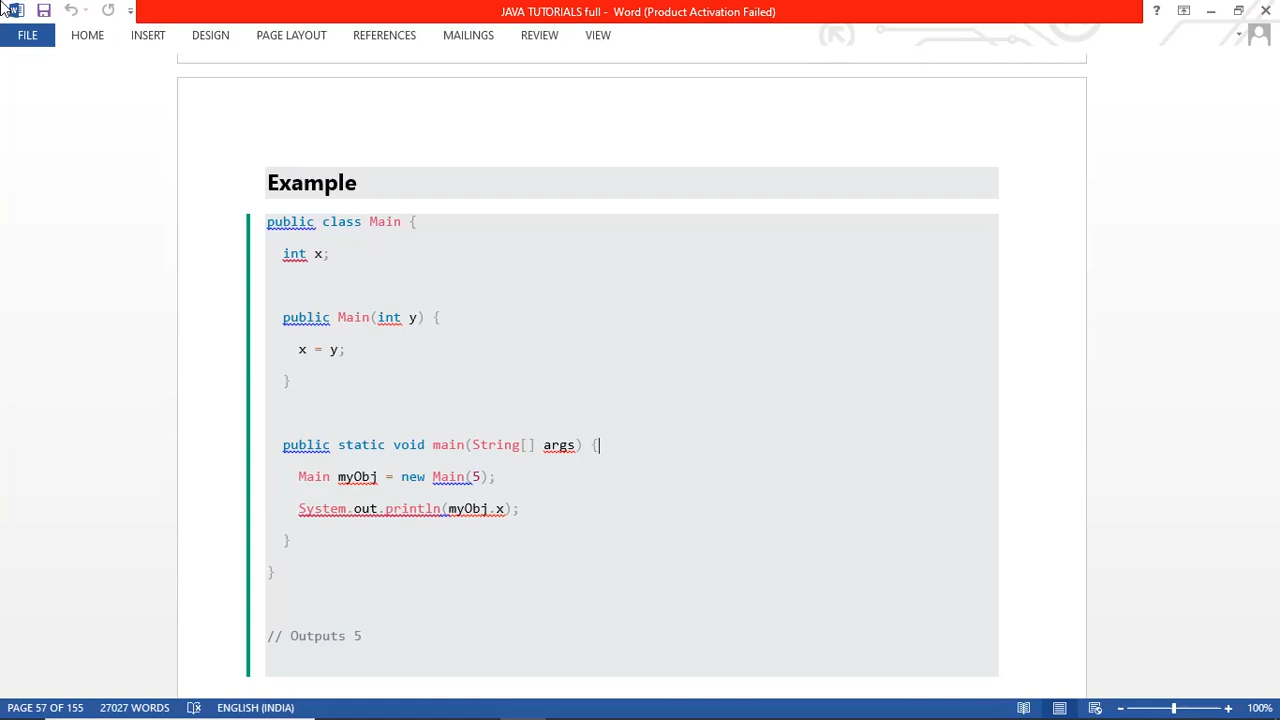 JAVA TUTORIALS full - Word (Product Activation Failed)
?
FILE HOME INSERT DESIGN PAGE LAYOUT REFERENCES MAILINGS REVIEW VIEW
Example
public class Main {
int x;
public Main(int y) {
x = y;
}
public static void main(String[] args) {
Main myObj = new Main(5);
System.out.println(myObj.x);
}
}
// Outputs 5
PAGE 57 OF 155 27027 WORDS ENGLISH (INDIA) 100%